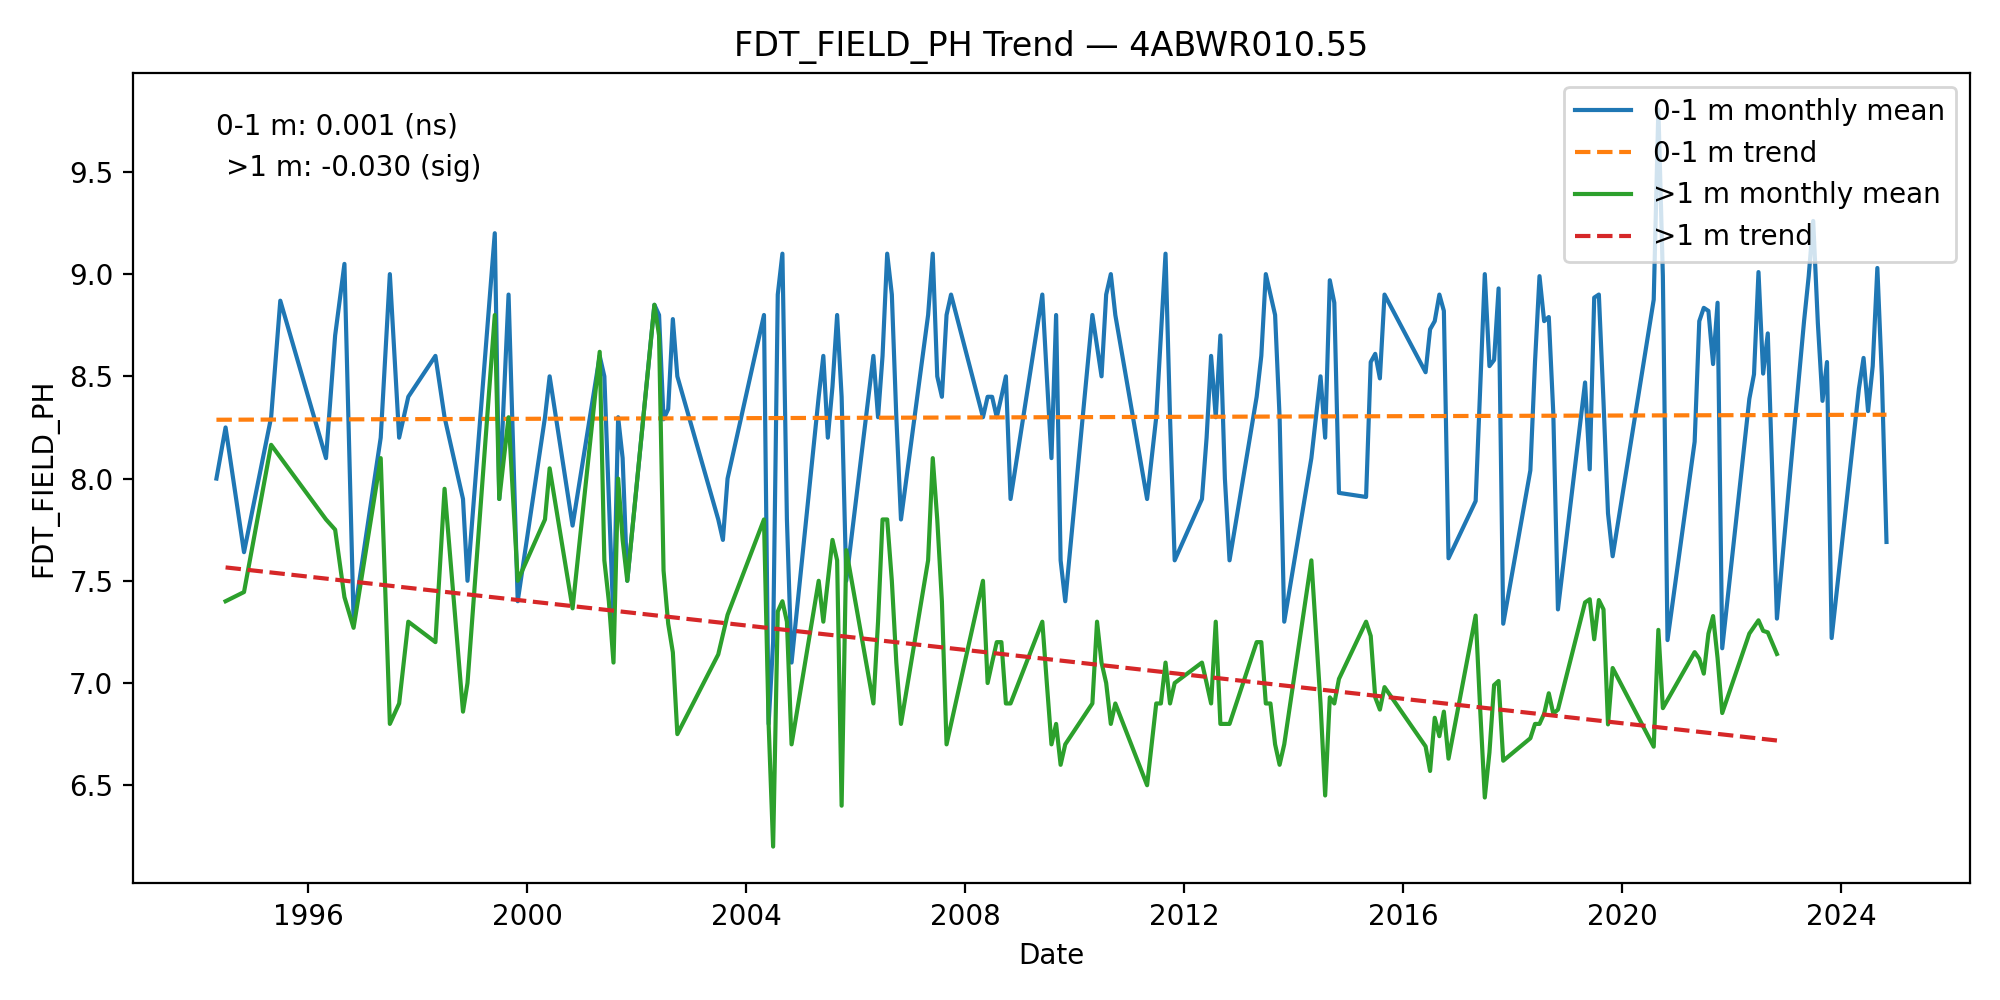 FDT_FIELD_PH Trend — 4ABWR010.55
0-1 m: 0.001 (ns)
>1 m: -0.030 (sig)
0-1 m monthly mean
0-1 m trend
>1 m monthly mean
>1 m trend
FDT_FIELD_PH
9.5
9.0
8.5
8.0
7.5
7.0
6.5
1996
2000
2004
2008
2012
2016
2020
2024
Date